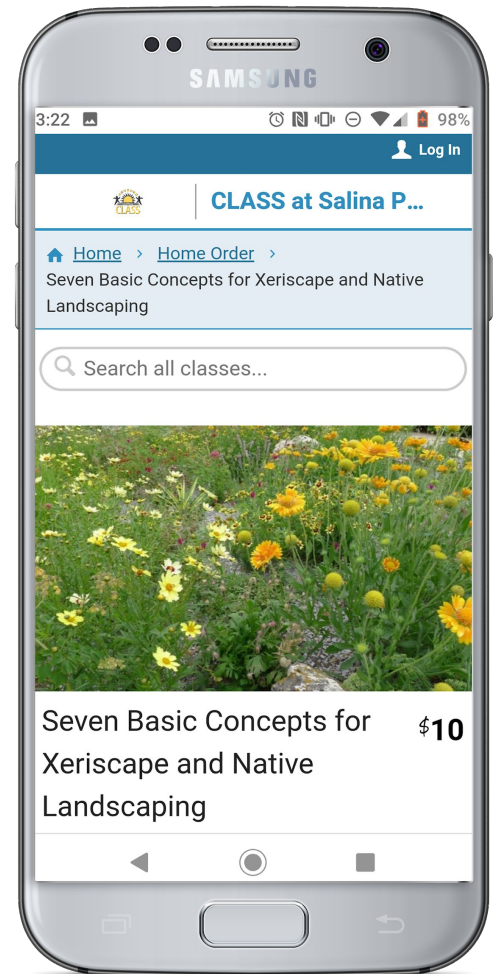 SAMSUNG
3:22
98%
Log In
CLASS
CLASS at Salina P...
Home > Home Order >
Seven Basic Concepts for Xeriscape and Native
Landscaping
Search all classes...
Seven Basic Concepts for
Xeriscape and Native
Landscaping
$10